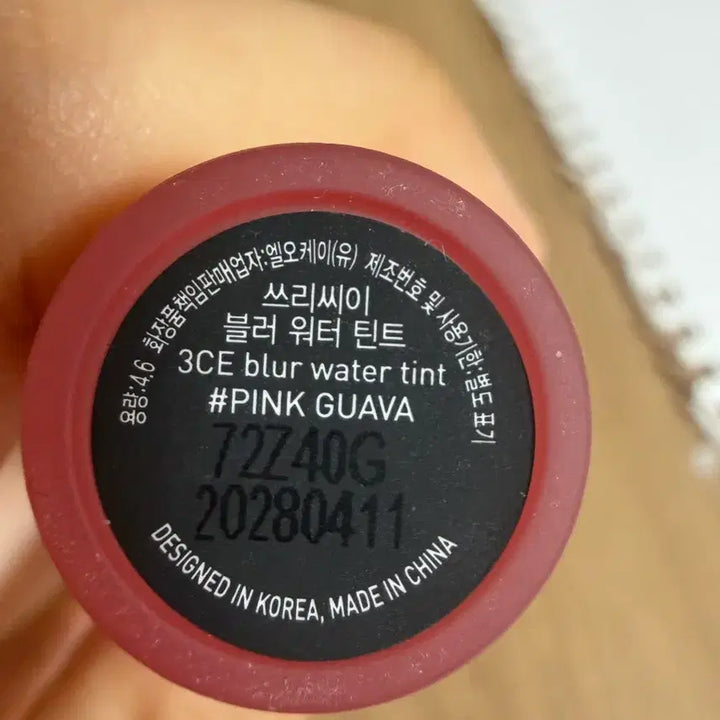 용량:4.6 화장품책임판매업자:엘오케이(유) 제조번호 및 사용기한:별도 표기
쓰리씨이
블러 워터 틴트
3CE blur water tint
#PINK GUAVA
72Z40G
20280411
DESIGNED IN KOREA, MADE IN CHINA